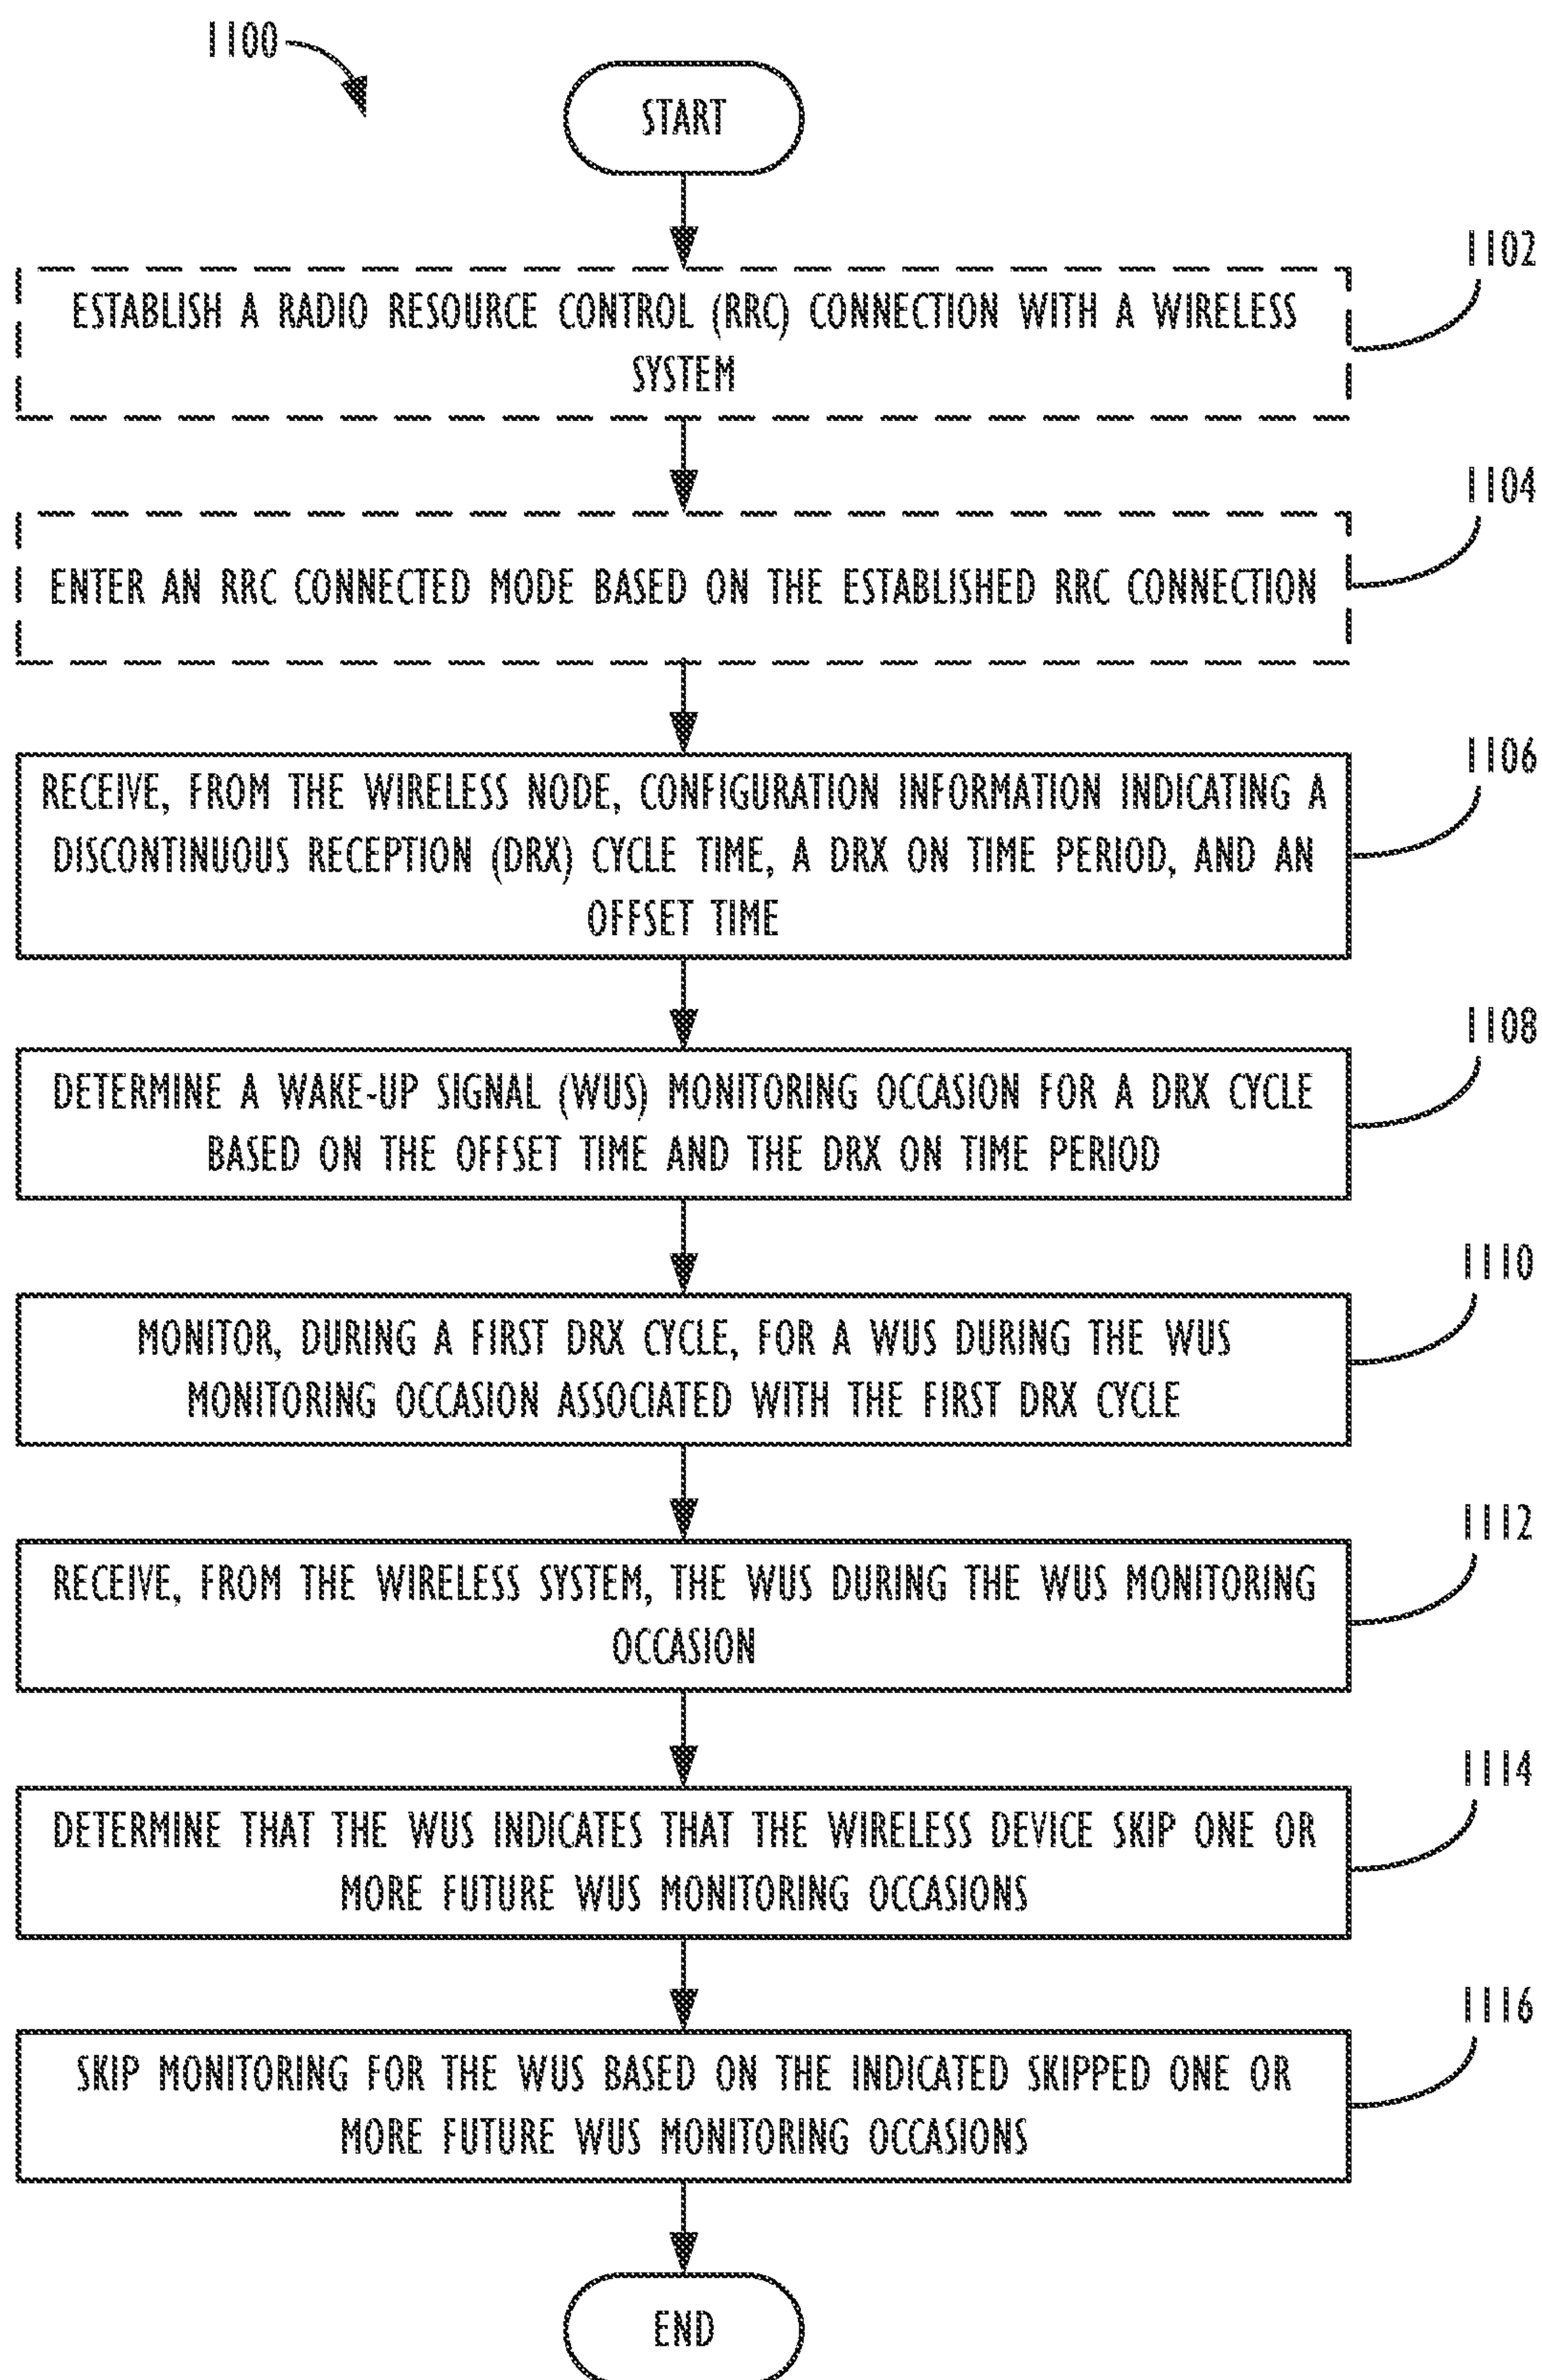 1100
START
1102
ESTABLISH A RADIO RESOURCE CONTROL (RRC) CONNECTION WITH A WIRELESS
SYSTEM
1104
ENTER AN RRC CONNECTED MODE BASED ON THE ESTABLISHED RRC CONNECTION
1106
RECEIVE, FROM THE WIRELESS NODE, CONFIGURATION INFORMATION INDICATING A
DISCONTINUOUS RECEPTION (DRX) CYCLE TIME, A DRX ON TIME PERIOD, AND AN
OFFSET TIME
1108
DETERMINE A WAKE-UP SIGNAL (WUS) MONITORING OCCASION FOR A DRX CYCLE
BASED ON THE OFFSET TIME AND THE DRX ON TIME PERIOD
1110
MONITOR, DURING A FIRST DRX CYCLE, FOR A WUS DURING THE WUS
MONITORING OCCASION ASSOCIATED WITH THE FIRST DRX CYCLE
1112
RECEIVE, FROM THE WIRELESS SYSTEM, THE WUS DURING THE WUS MONITORING
OCCASION
1114
DETERMINE THAT THE WUS INDICATES THAT THE WIRELESS DEVICE SKIP ONE OR
MORE FUTURE WUS MONITORING OCCASIONS
1116
SKIP MONITORING FOR THE WUS BASED ON THE INDICATED SKIPPED ONE OR
MORE FUTURE WUS MONITORING OCCASIONS
END